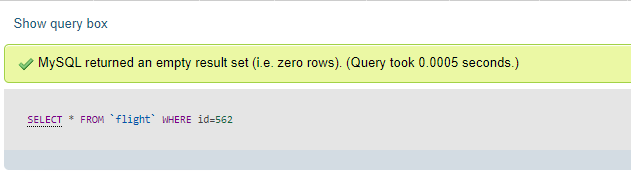 Show query box
MySQL returned an empty result set (i.e. zero rows). (Query took 0.0005 seconds.)
SELECT * FROM `flight` WHERE id=562